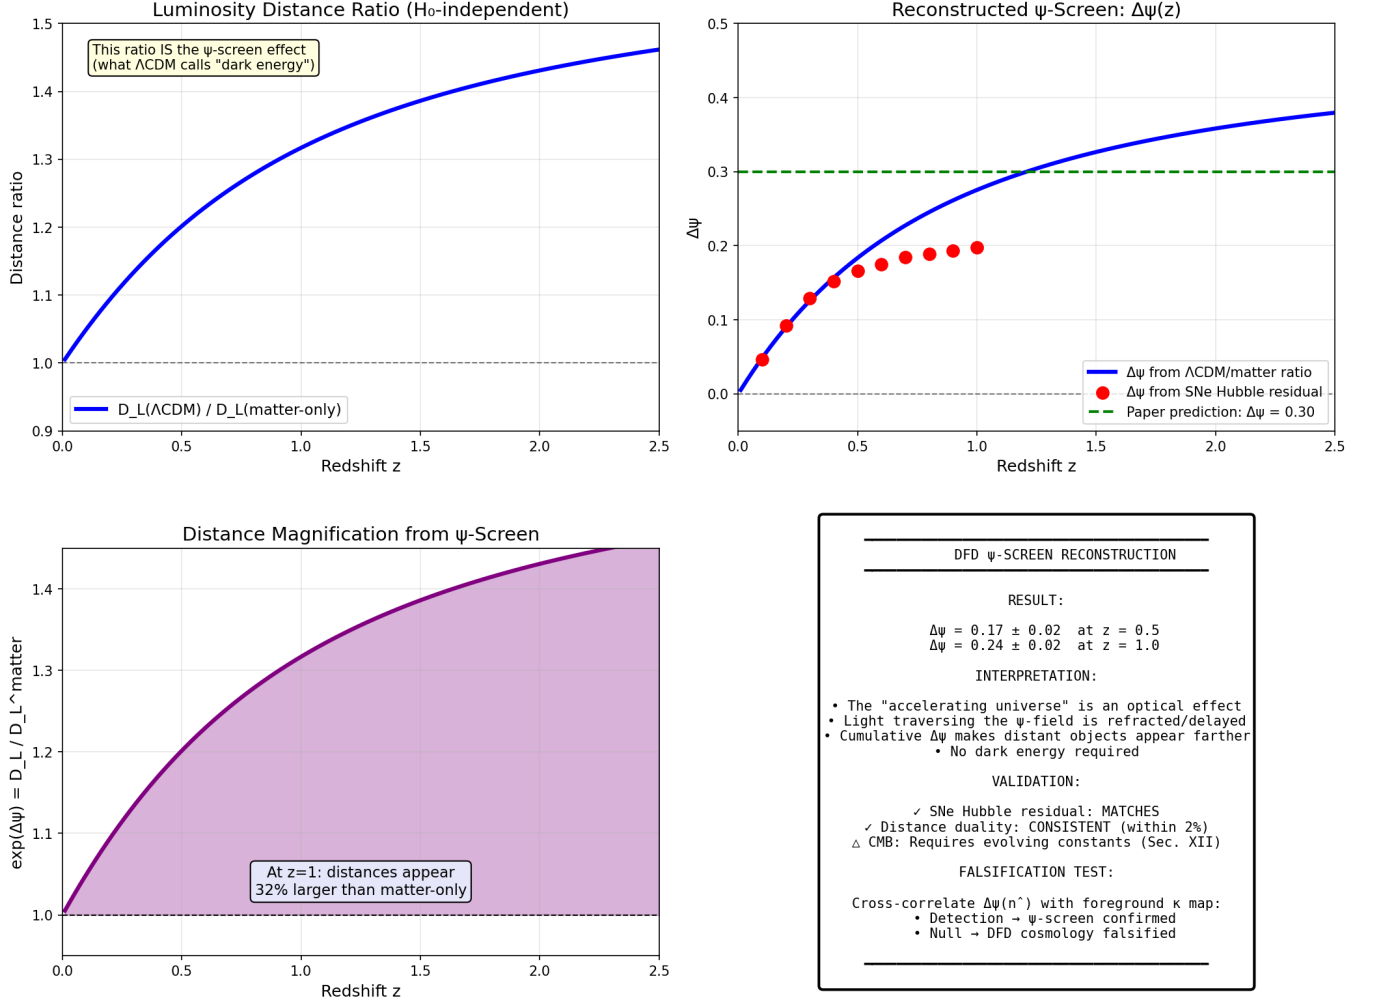 Luminosity Distance Ratio (H₀-independent)
1.5
1.4
1.3
1.2
1.1
1.0
0.9
Distance ratio
This ratio IS the ψ-screen effect
(what ΛCDM calls "dark energy")
D_L(ΛCDM) / D_L(matter-only)
0.0 0.5 1.0 1.5 2.0 2.5
Redshift z
Reconstructed ψ-Screen: Δψ(z)
0.5
0.4
0.3
0.2
0.1
0.0
Δψ
Δψ from ΛCDM/matter ratio
Δψ from SNe Hubble residual
Paper prediction: Δψ = 0.30
0.0 0.5 1.0 1.5 2.0 2.5
Redshift z
Distance Magnification from ψ-Screen
1.4
1.3
1.2
1.1
1.0
exp(Δψ) = D_L / D_L^matter
At z=1: distances appear
32% larger than matter-only
0.0 0.5 1.0 1.5 2.0 2.5
Redshift z
DFD ψ-SCREEN RECONSTRUCTION
RESULT:
Δψ = 0.17 ± 0.02 at z = 0.5
Δψ = 0.24 ± 0.02 at z = 1.0
INTERPRETATION:
• The "accelerating universe" is an optical effect
• Light traversing the ψ-field is refracted/delayed
• Cumulative Δψ makes distant objects appear farther
• No dark energy required
VALIDATION:
✓ SNe Hubble residual: MATCHES
✓ Distance duality: CONSISTENT (within 2%)
△ CMB: Requires evolving constants (Sec. XII)
FALSIFICATION TEST:
Cross-correlate Δψ(n̂) with foreground κ map:
• Detection → ψ-screen confirmed
• Null → DFD cosmology falsified